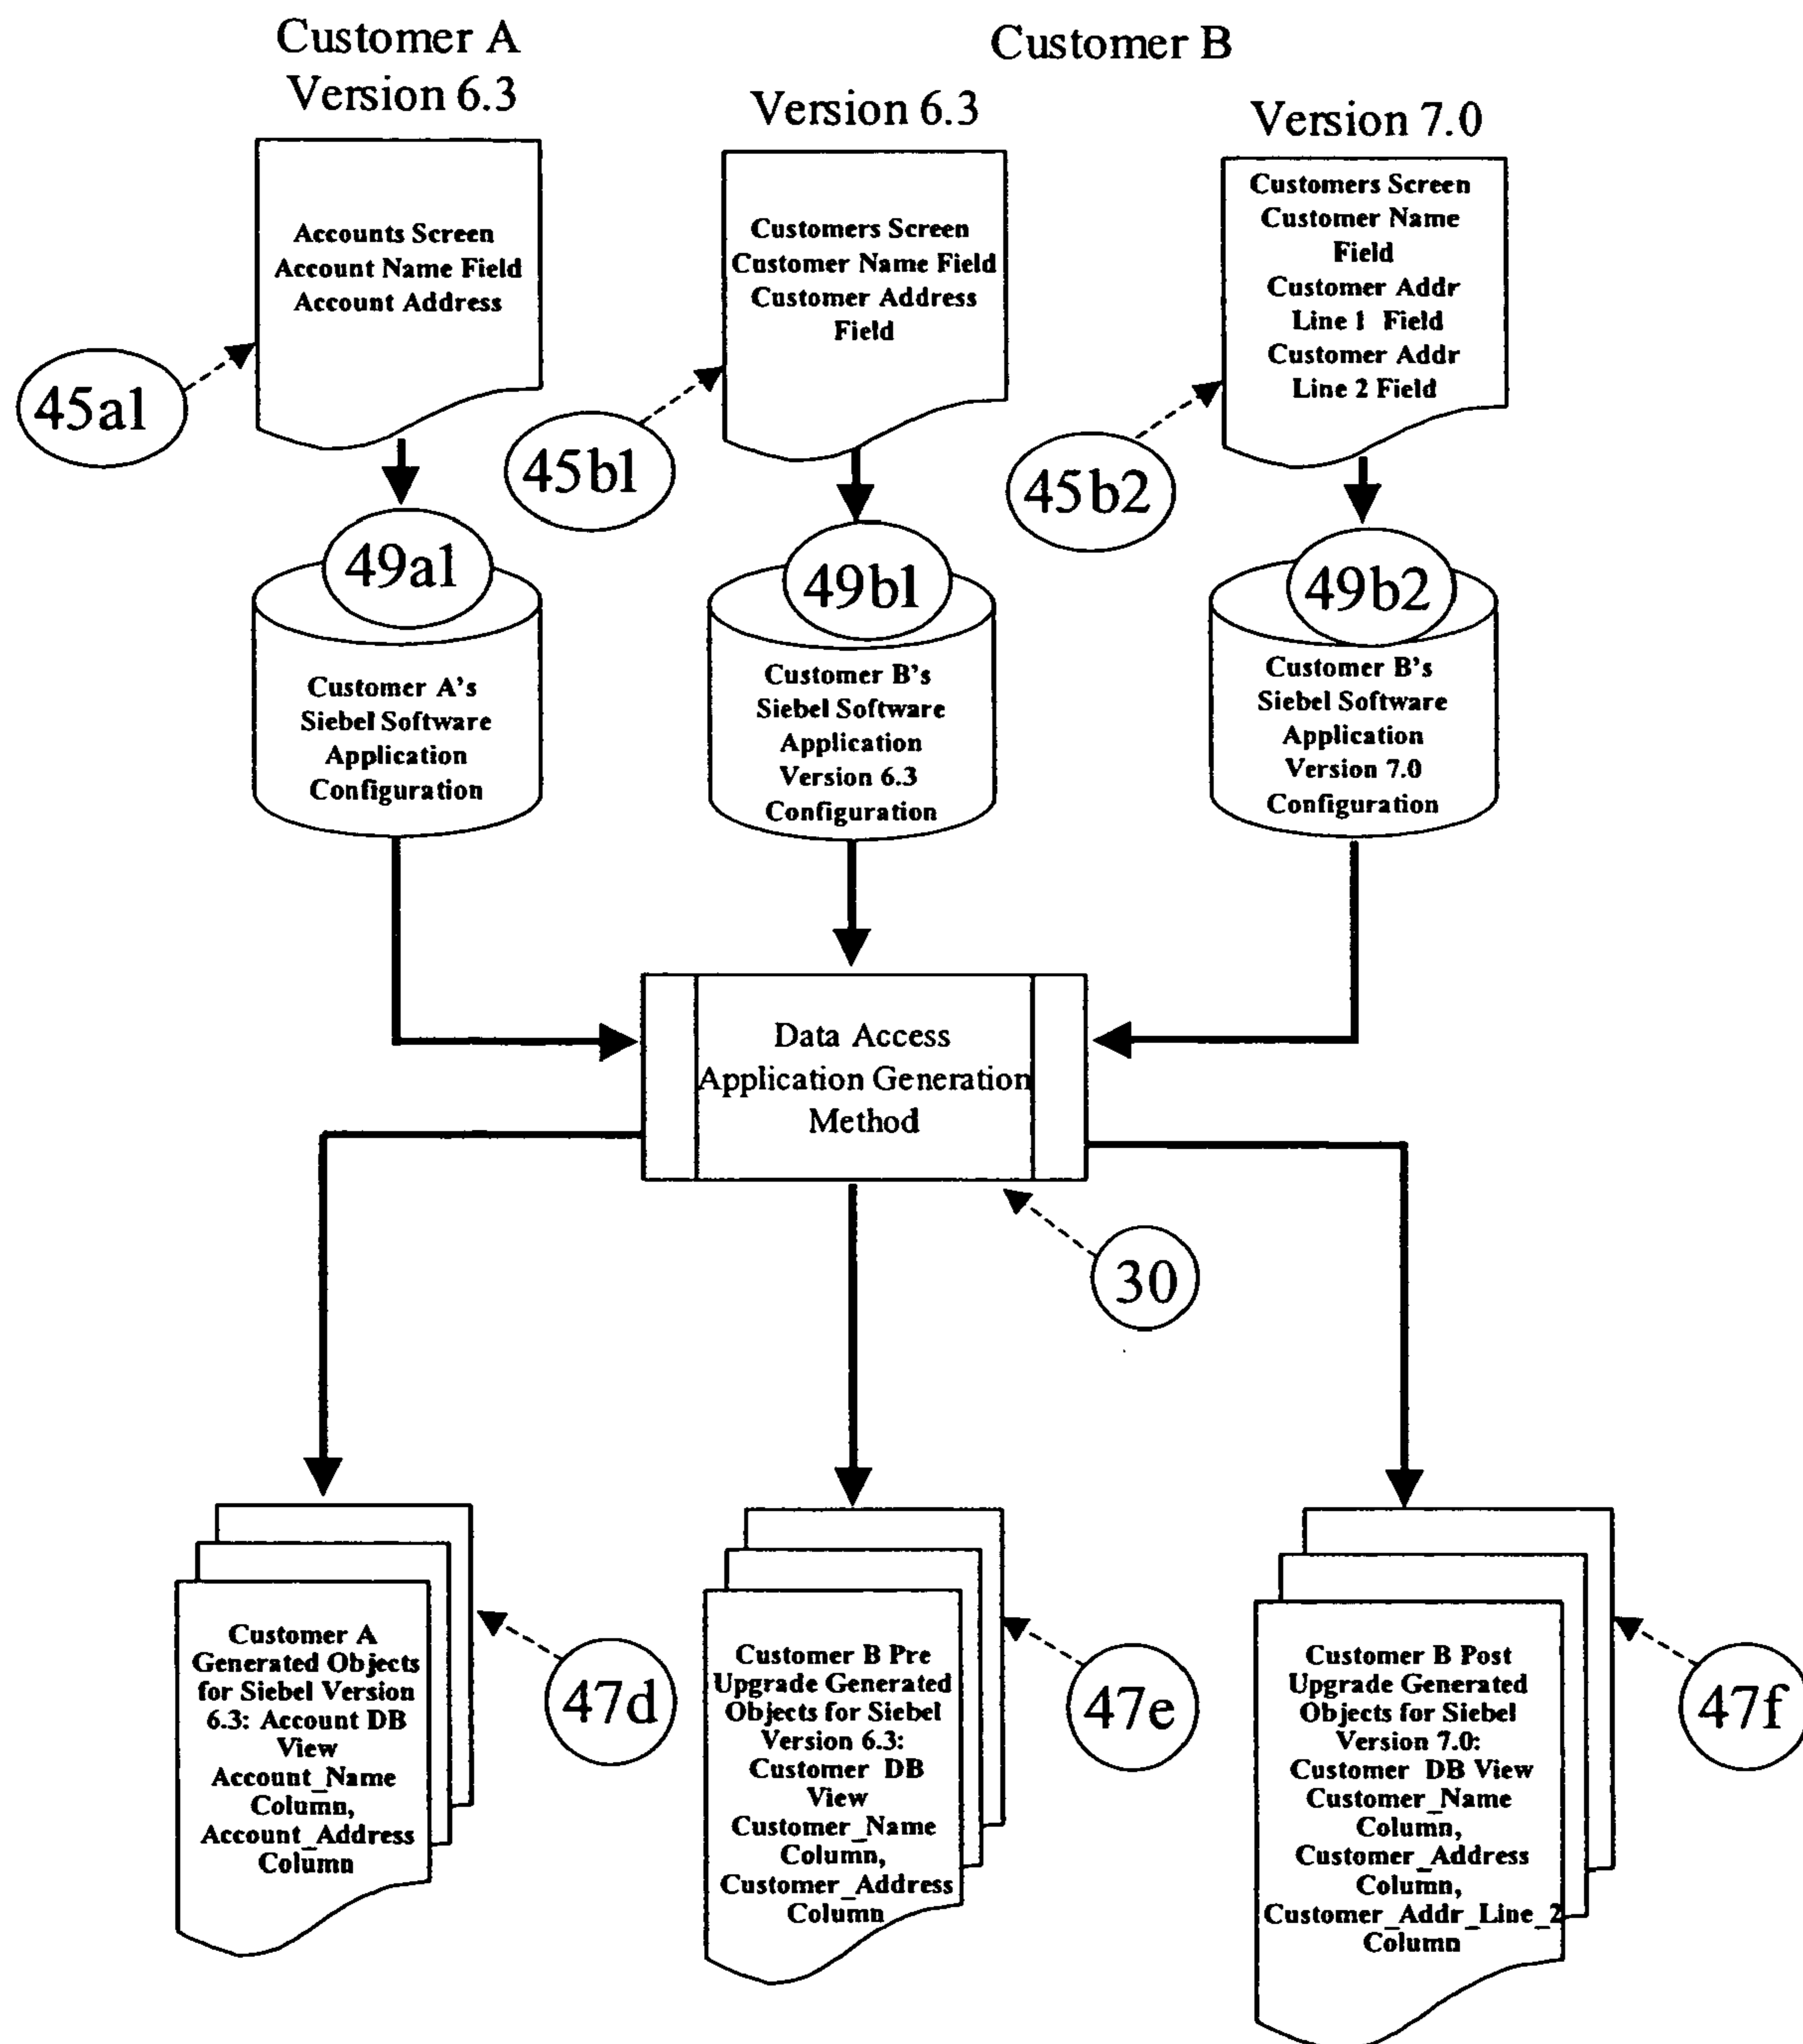 Customer A
Version 6.3
Customer B
Version 6.3
Version 7.0
Accounts Screen
Account Name Field
Account Address
Customers Screen
Customer Name Field
Customer Address
Field
Customers Screen
Customer Name
Field
Customer Addr
Line 1 Field
Customer Addr
Line 2 Field
45a1
45b1
45b2
49a1
49b1
49b2
Customer A's
Siebel Software
Application
Configuration
Customer B's
Siebel Software
Application
Version 6.3
Configuration
Customer B's
Siebel Software
Application
Version 7.0
Configuration
Data Access
Application Generation
Method
30
Customer A
Generated Objects
for Siebel Version
6.3: Account DB
View
Account_Name
Column,
Account_Address
Column
47d
Customer B Pre
Upgrade Generated
Objects for Siebel
Version 6.3:
Customer DB
View
Customer_Name
Column,
Customer_Address
Column
47e
Customer B Post
Upgrade Generated
Objects for Siebel
Version 7.0:
Customer DB View
Customer_Name
Column,
Customer_Address
Column,
Customer_Addr_Line_2
Column
47f